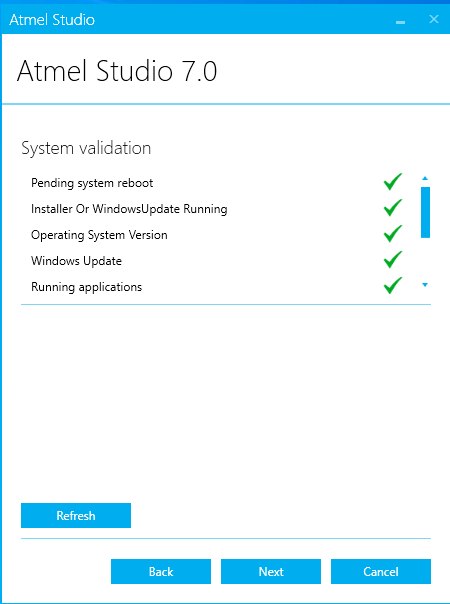 Atmel Studio
Atmel Studio 7.0
System validation
Pending system reboot
Installer Or WindowsUpdate Running
Operating System Version
Windows Update
Running applications
Refresh
Back
Next
Cancel